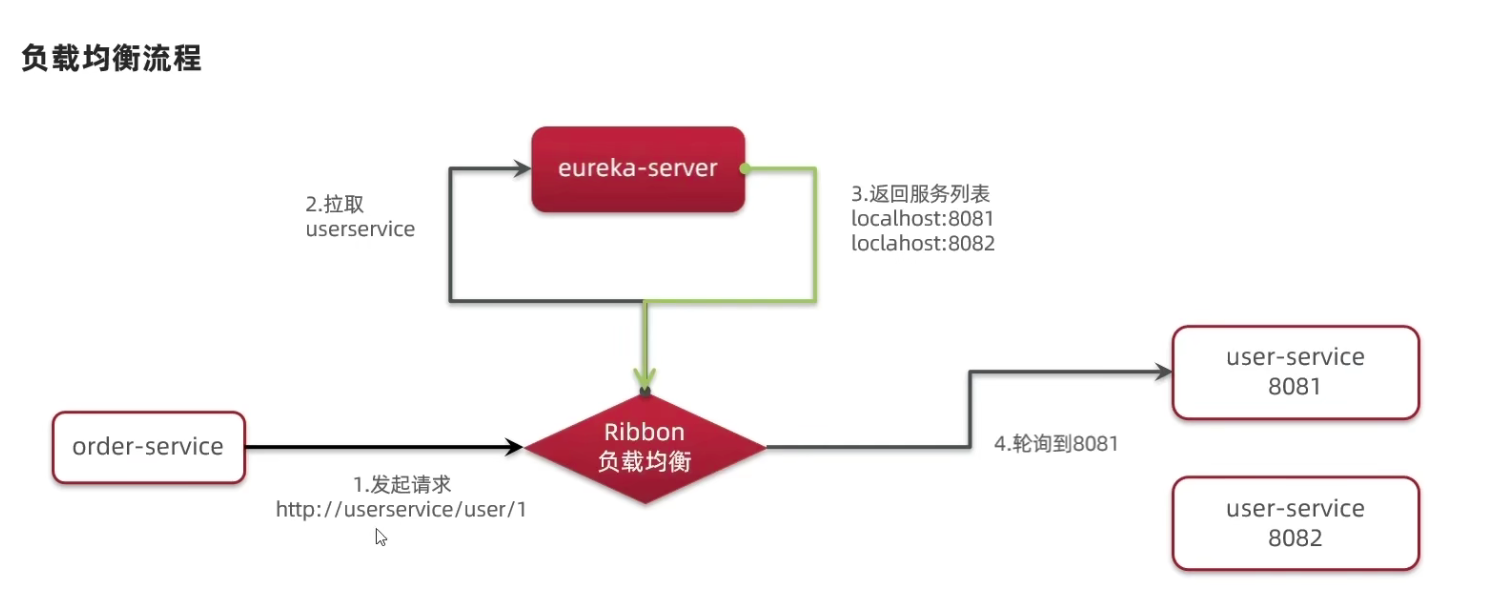 负载均衡流程
eureka-server
2.拉取
userservice
3.返回服务列表
localhost:8081
loclahost:8082
user-service
8081
order-service
Ribbon
负载均衡
4.轮询到8081
1.发起请求
http://userservice/user/1
user-service
8082